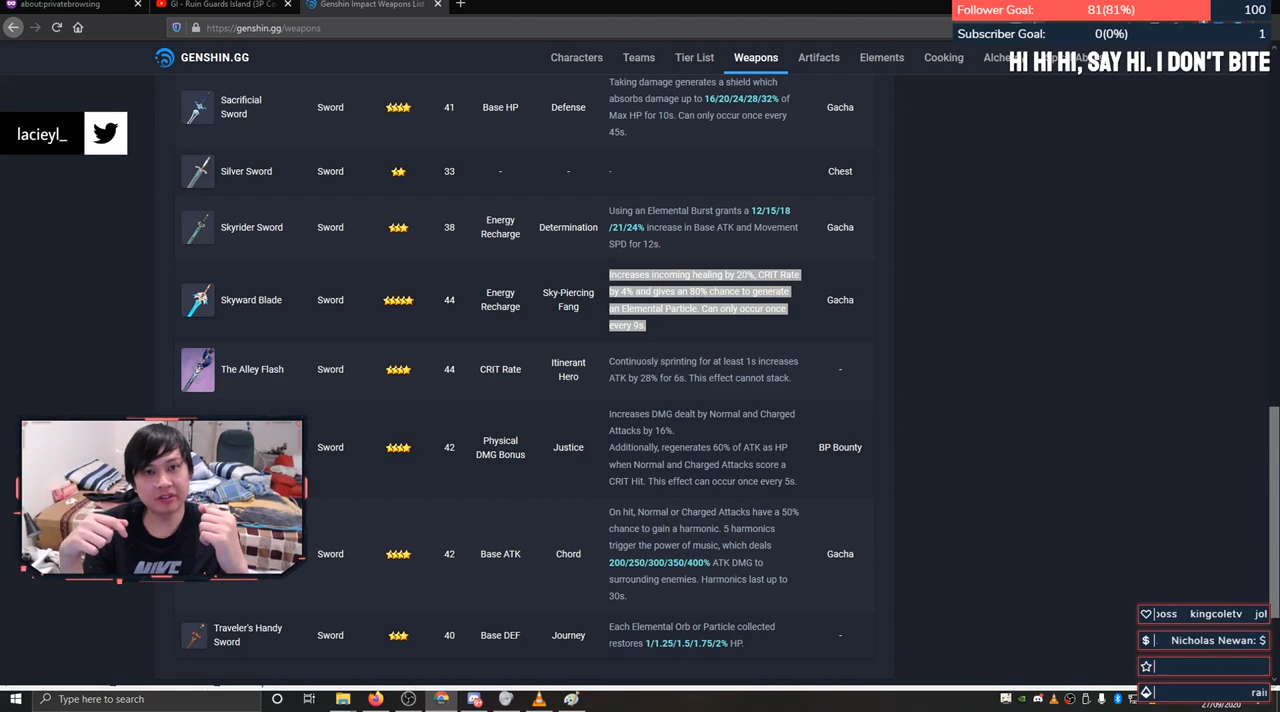 about:privatebrowsing
GI - Ruin Guards Island (3P Co
Genshin Impact Weapons List -
https://genshin.gg/weapons
Follower Goal: 81(81%) 100
Subscriber Goal: 0(0%) 1
HI HI HI, SAY HI. I DON'T BITE
GENSHIN.GG
Characters Teams Tier List Weapons Artifacts Elements Cooking
lacieyl_
Sacrificial Sword
Sword 41 Base HP Defense
Taking damage generates a shield which
absorbs damage up to 16/20/24/28/32% of
Max HP for 10s. Can only occur once every
45s.
Gacha
Silver Sword Sword 33 - - - Chest
Skyrider Sword Sword 38 Energy Recharge Determination
Using an Elemental Burst grants a 12/15/18
/21/24% increase in Base ATK and Movement
SPD for 12s.
Gacha
Skyward Blade Sword 44 Energy Recharge Sky-Piercing Fang
Increases incoming healing by 20%, CRIT Rate
by 4% and gives an 80% chance to generate
an Elemental Particle. Can only occur once
every 9s.
Gacha
The Alley Flash Sword 44 CRIT Rate Itinerant Hero
Continuosly sprinting for at least 1s increases
ATK by 28% for 6s. This effect cannot stack.
-
Sword 42 Physical DMG Bonus Justice
Increases DMG dealt by Normal and Charged
Attacks by 16%.
Additionally, regenerates 60% of ATK as HP
when Normal and Charged Attacks score a
CRIT Hit. This effect can occur once every 5s.
BP Bounty
Sword 42 Base ATK Chord
On hit, Normal or Charged Attacks have a 50%
chance to gain a harmonic. 5 harmonics
trigger the power of music, which deals
200/250/300/350/400% ATK DMG to
surrounding enemies. Harmonics last up to
30s.
Gacha
Traveler's Handy Sword
Sword 40 Base DEF Journey
Each Elemental Orb or Particle collected
restores 1/1.25/1.5/1.75/2% HP.
-
NIKE
kingcoletv
Nicholas Newan: $
rai
Type here to search
27/09/2020